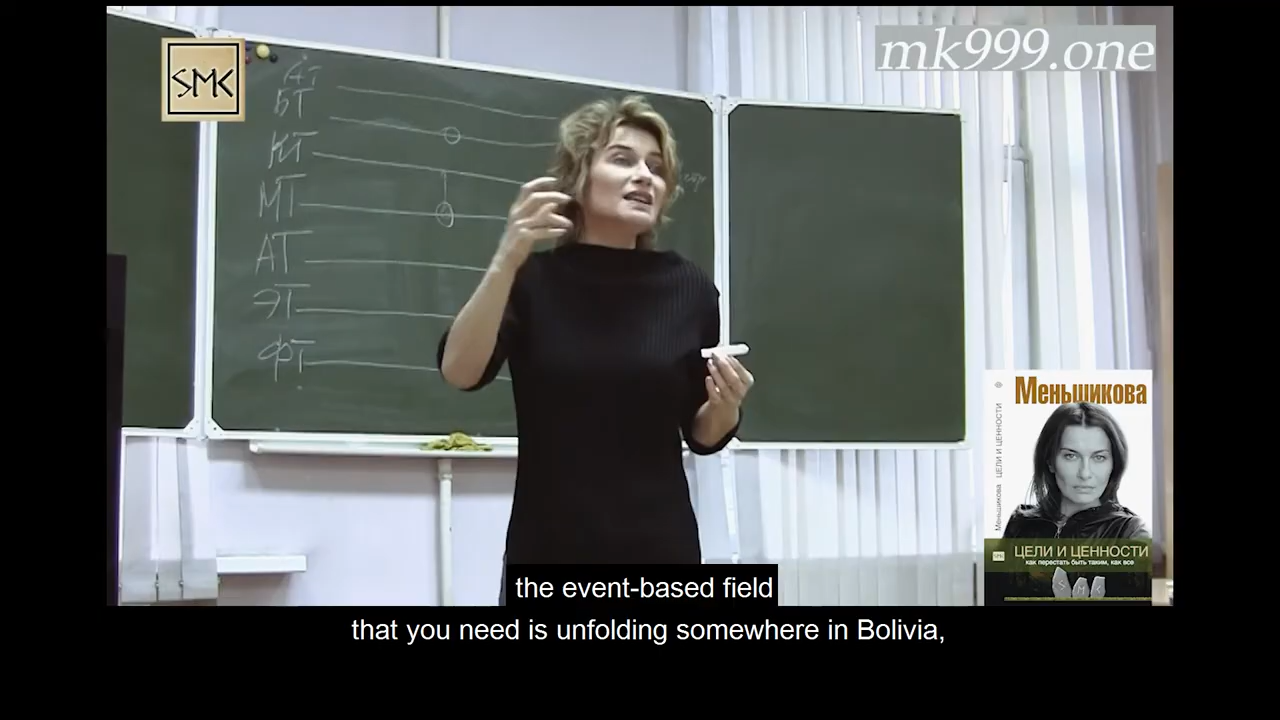 mk999.one
SMK
БТ
КТ
МТ
АТ
ЭТ
ФТ
Меньшикова
Меньшикова ЦЕЛИ И ЦЕННОСТИ
ЦЕЛИ И ЦЕННОСТИ
как перестать быть таким, как все
SMK
the event-based field
that you need is unfolding somewhere in Bolivia,